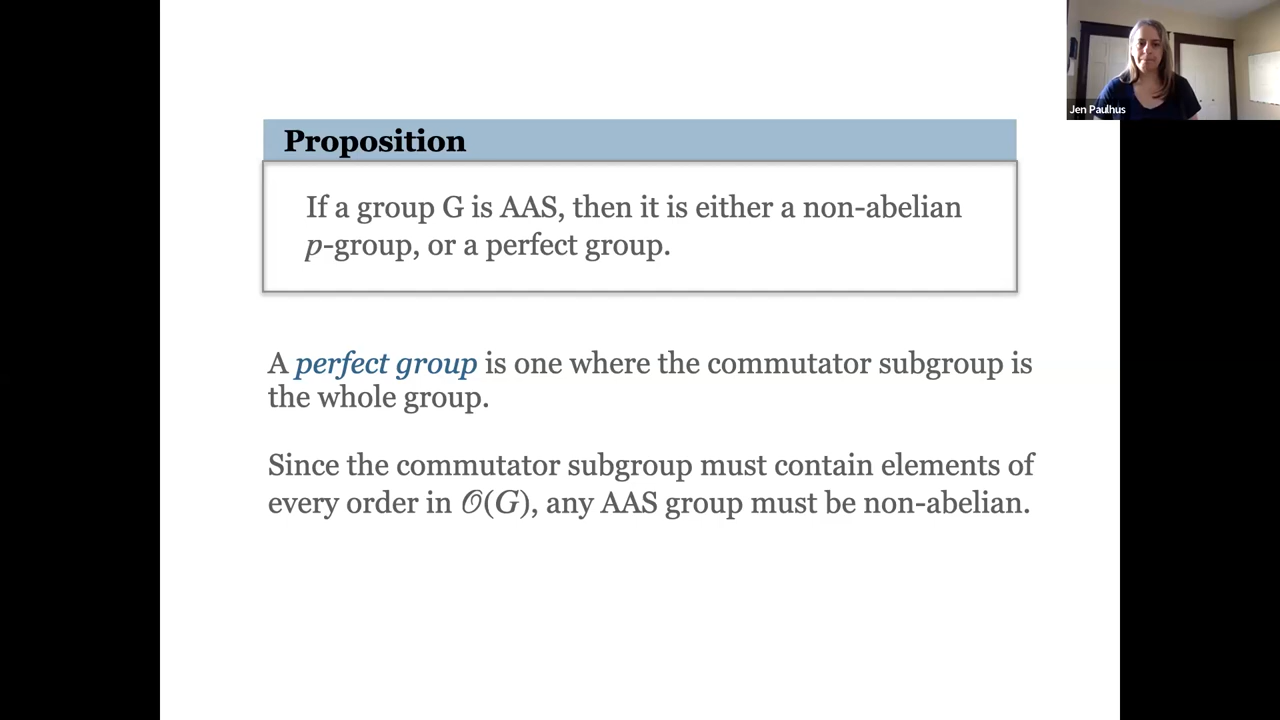 Proposition
If a group G is AAS, then it is either a non-abelian
p-group, or a perfect group.
A perfect group is one where the commutator subgroup is
the whole group.
Since the commutator subgroup must contain elements of
every order in 𝒪(G), any AAS group must be non-abelian.
Jen Paulhus